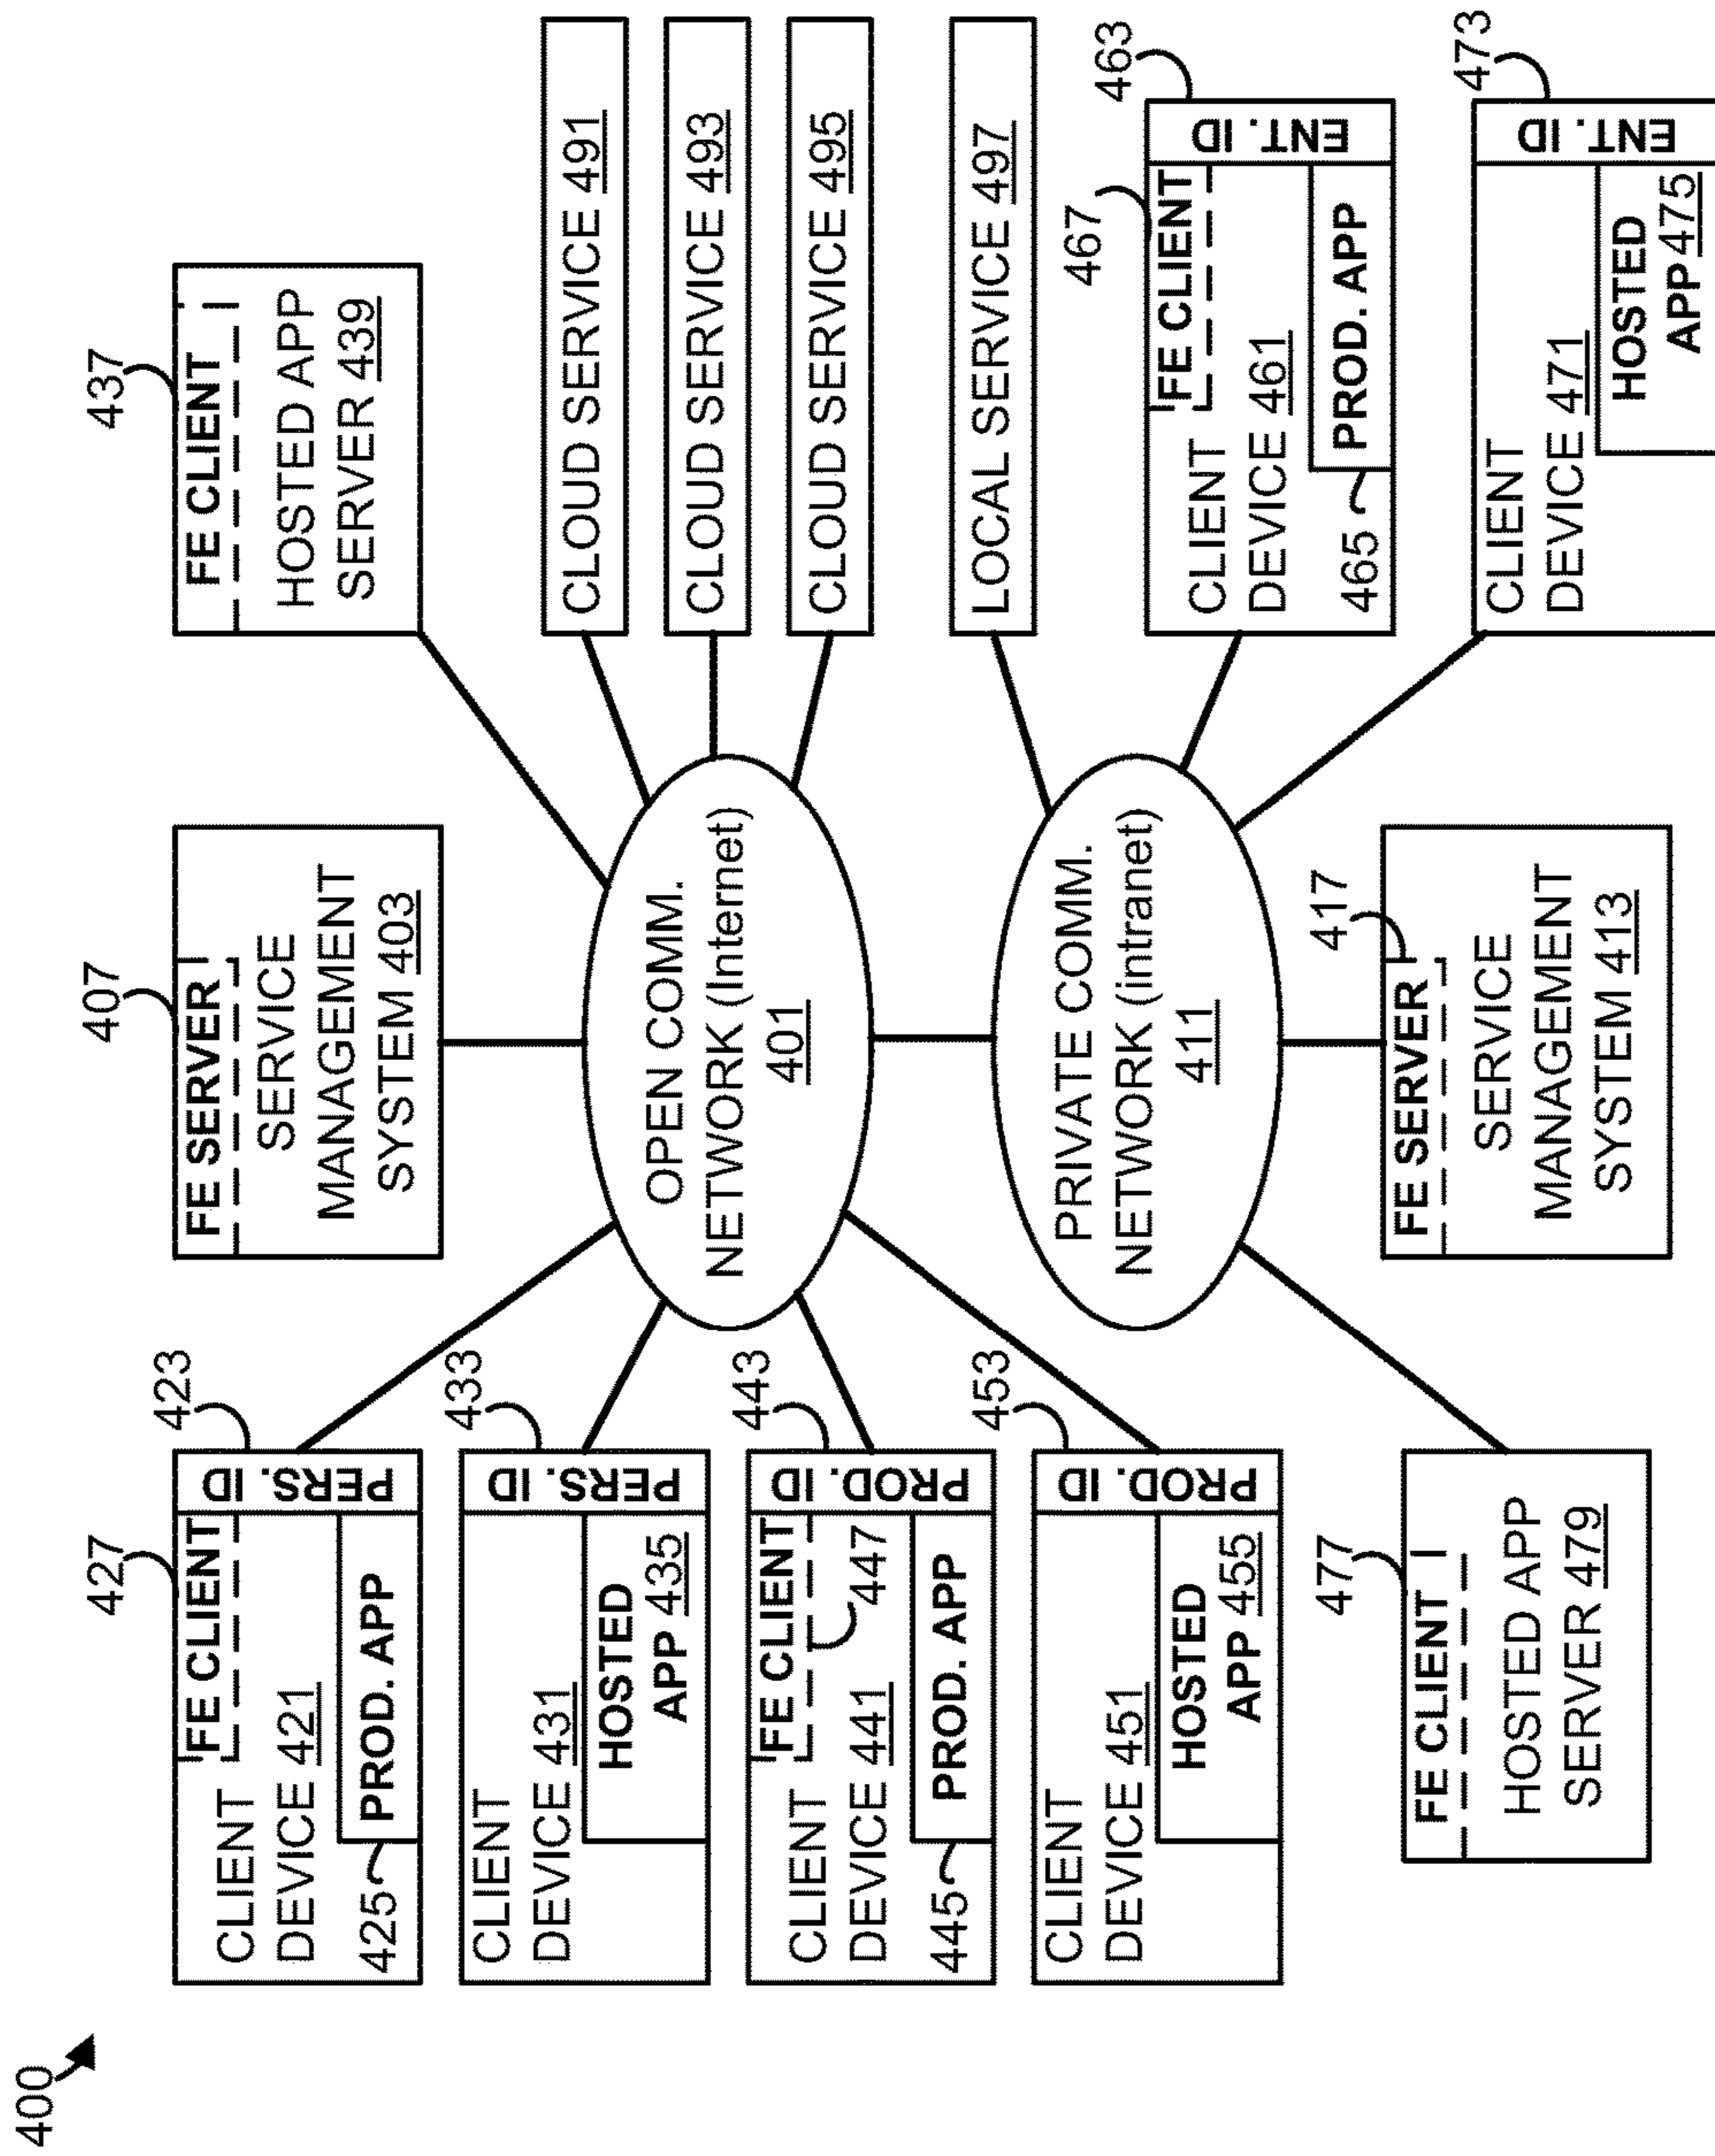 400
427
423
FE CLIENT
PERS. ID
CLIENT
DEVICE 421
425
PROD. APP
433
PERS. ID
CLIENT
DEVICE 431
HOSTED
APP 435
443
FE CLIENT
PROD. ID
447
CLIENT
DEVICE 441
445
PROD. APP
453
PROD. ID
CLIENT
DEVICE 451
HOSTED
APP 455
477
FE CLIENT
HOSTED APP
SERVER 479
407
FE SERVER
SERVICE
MANAGEMENT
SYSTEM 403
OPEN COMM.
NETWORK (Internet)
401
PRIVATE COMM.
NETWORK (intranet)
411
417
FE SERVER
SERVICE
MANAGEMENT
SYSTEM 413
437
FE CLIENT
HOSTED APP
SERVER 439
CLOUD SERVICE 491
CLOUD SERVICE 493
CLOUD SERVICE 495
LOCAL SERVICE 497
467
463
FE CLIENT
ENT. ID
CLIENT
DEVICE 461
465
PROD. APP
473
ENT. ID
CLIENT
DEVICE 471
HOSTED
APP 475